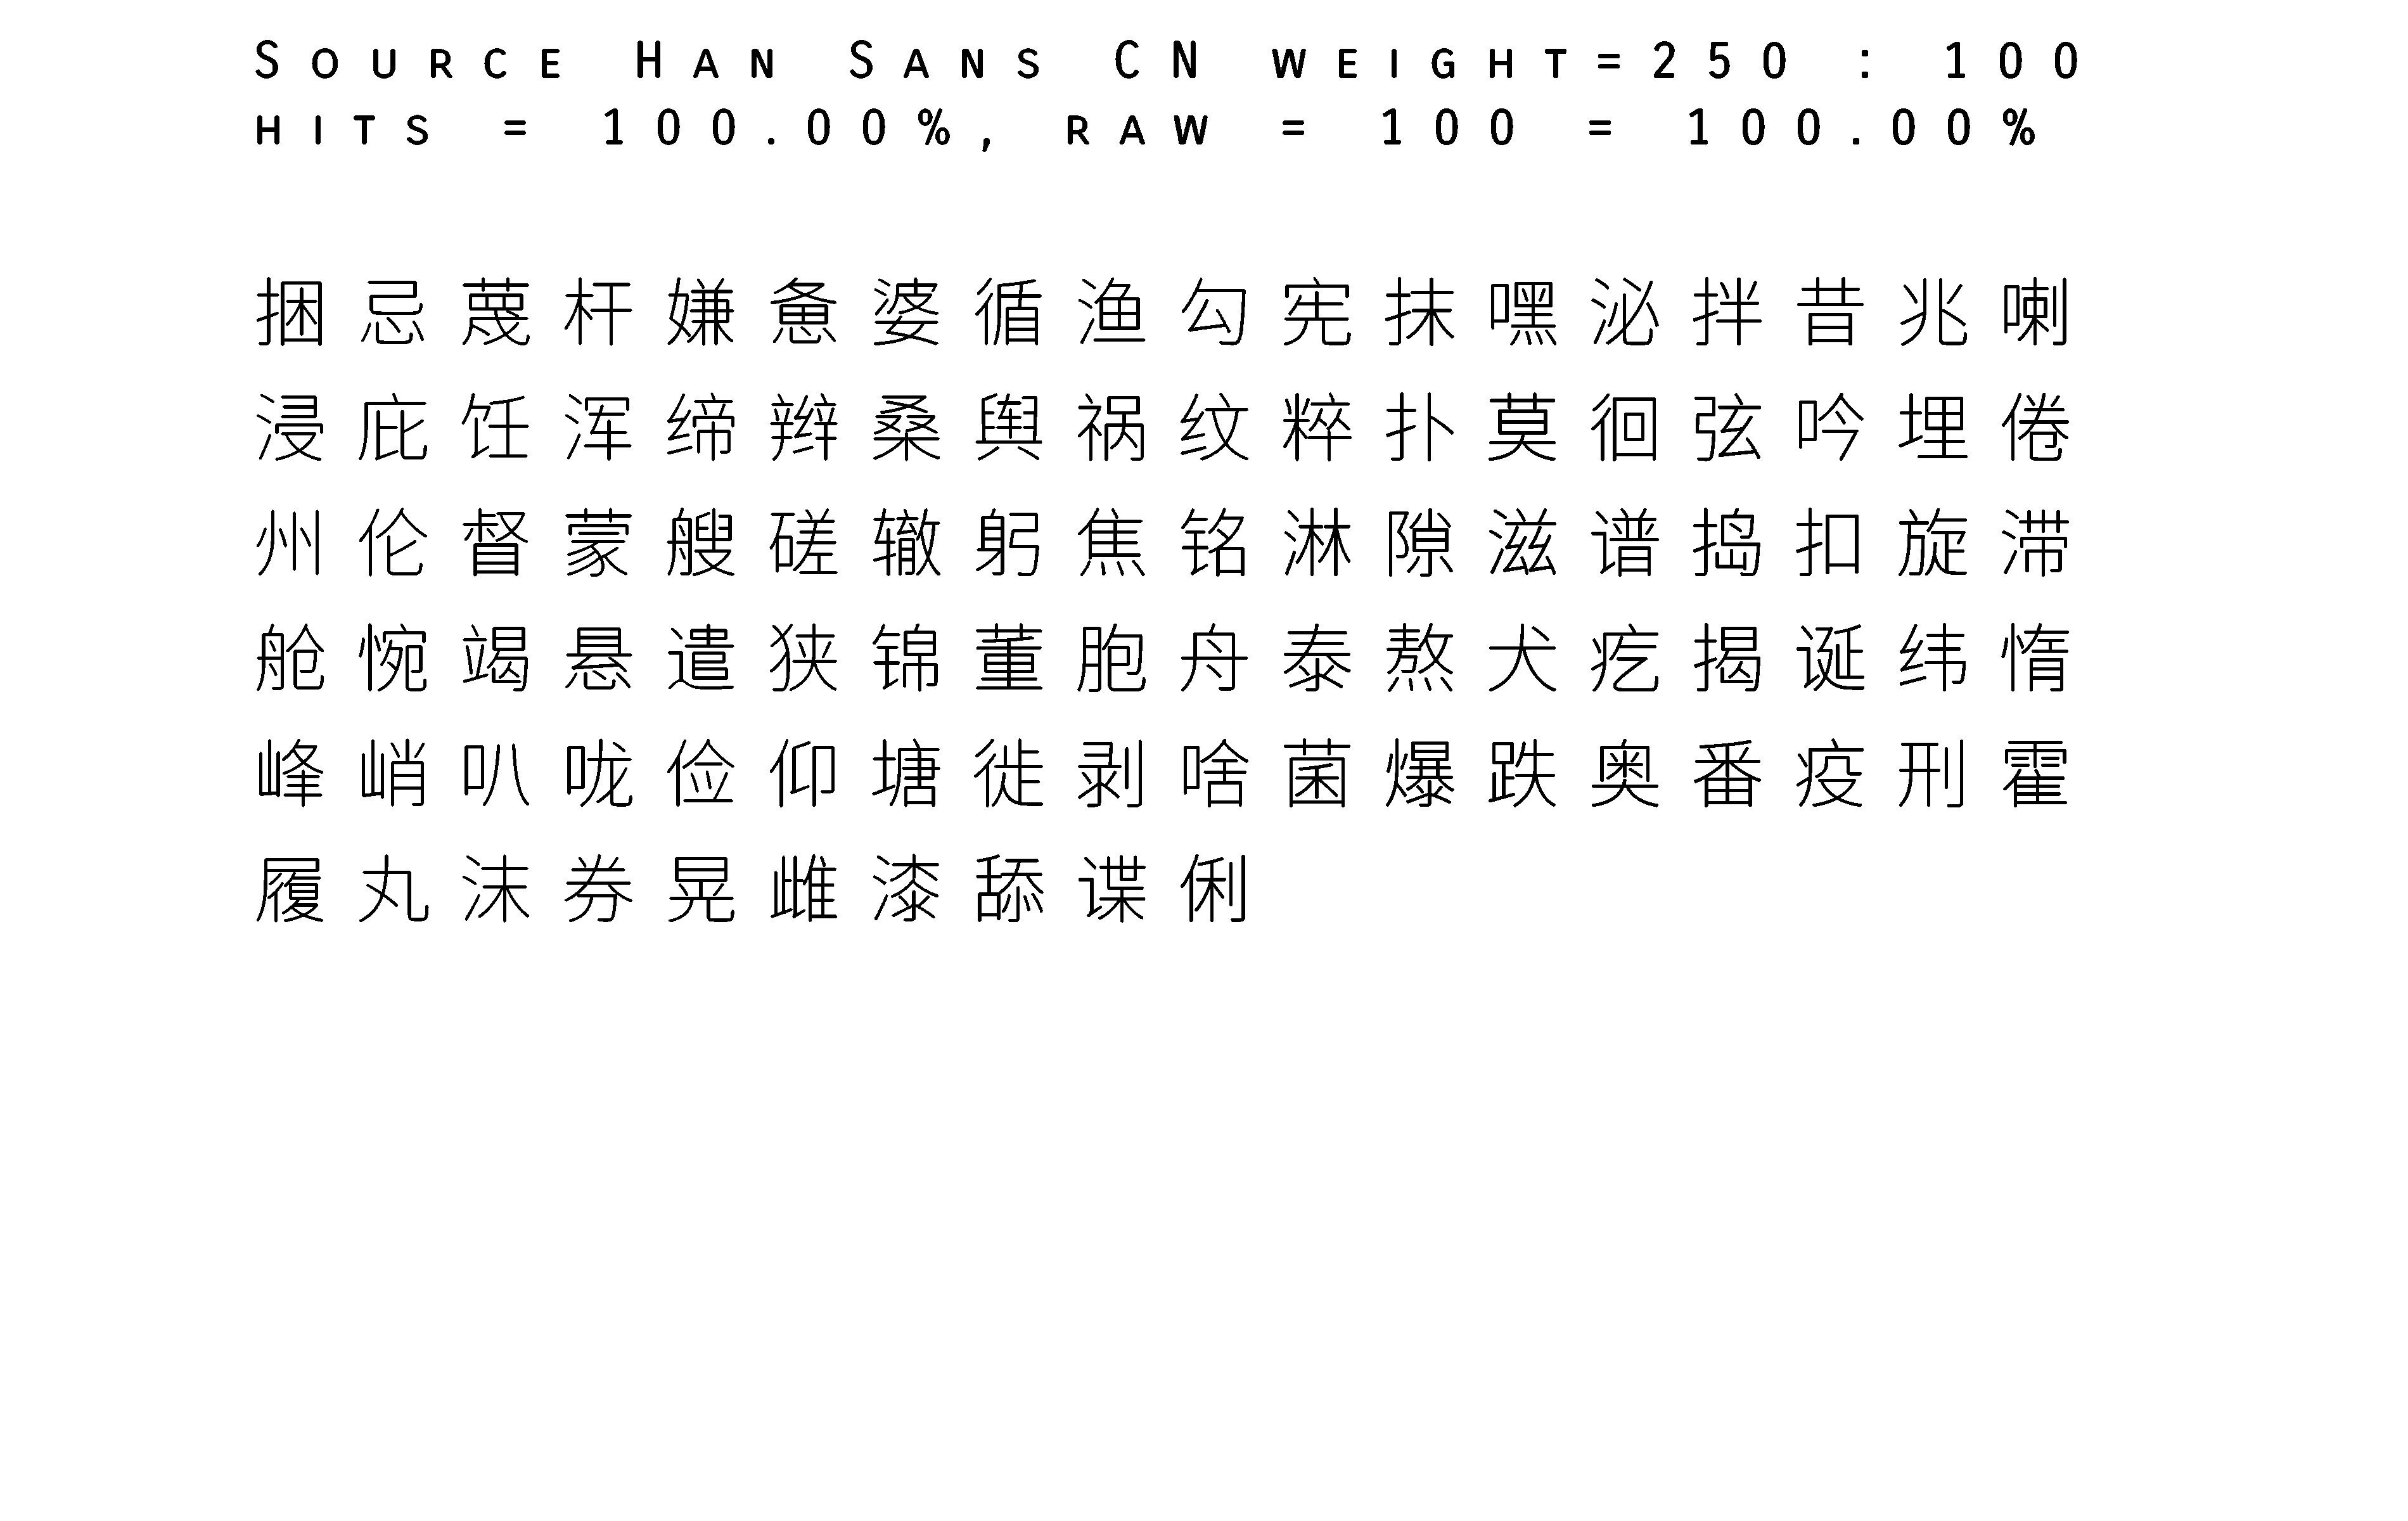 Source Han Sans CN weight=250 : 100
hits = 100.00%, raw = 100 = 100.00%
捆忌蔑杆嫌惫婆循渔勾宪抹嘿泌拌昔兆喇
浸庇饪浑缔辫桑舆祸纹粹扑莫徊弦吟埋倦
州伦督蒙艘磋辙躬焦铭淋隙滋谱捣扣旋滞
舱惋竭悬遣狭锦董胞舟泰熬犬疙揭诞纬惰
峰峭叭咙俭仰塘徙剥啥菌爆跌奥番疫刑霍
履丸沫券晃雌漆舔谍俐